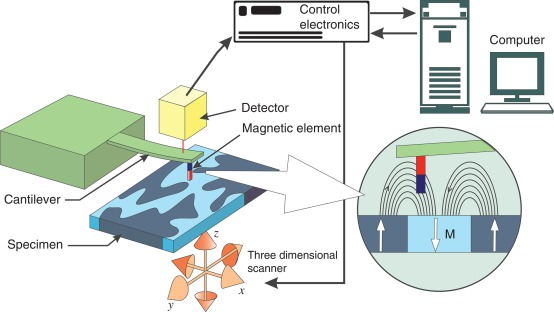 Control
electronics
Computer
Detector
Magnetic element
Cantilever
Specimen
M
Three dimensional
scanner
z
x
y